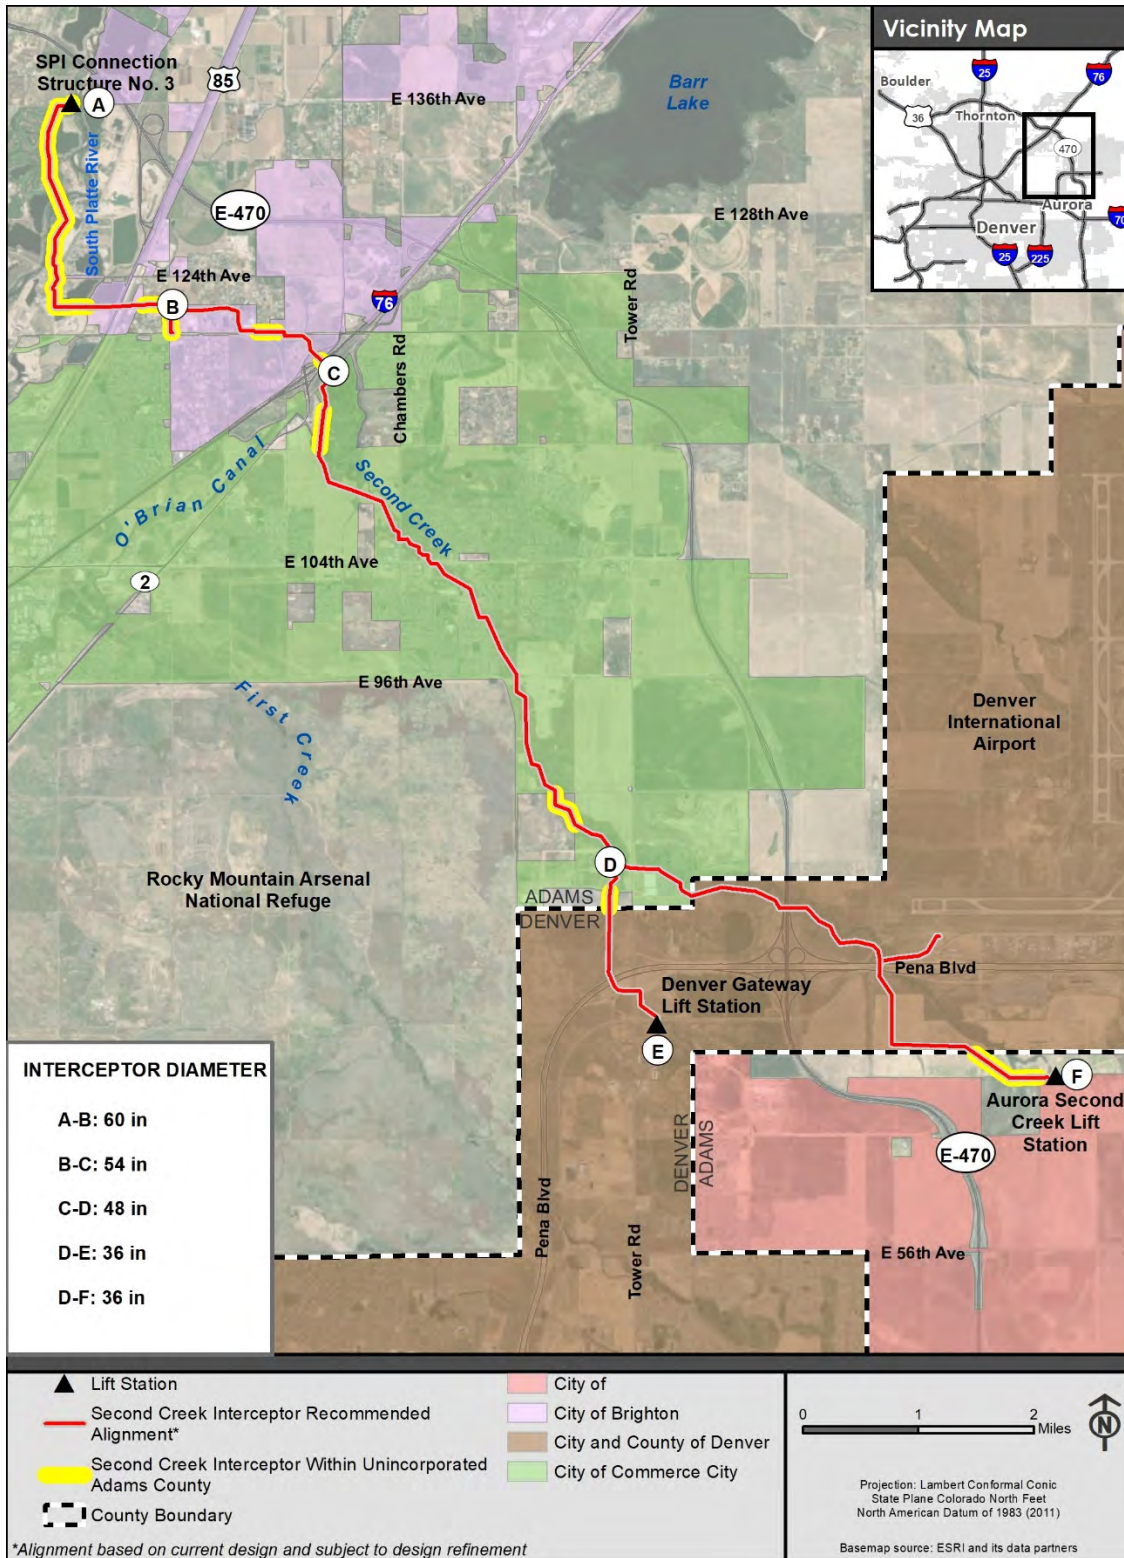 SPI Connection
Structure No. 3
A
85
E 136th Ave
Barr
Lake
South Platte River
E-470
E 128th Ave
E 124th Ave
B
76
Tower Rd
C
Chambers Rd
O'Brian Canal
Second Creek
E 104th Ave
2
E 96th Ave
First Creek
Denver
International
Airport
Rocky Mountain Arsenal
National Refuge
D
ADAMS
DENVER
Pena Blvd
Denver Gateway
Lift Station
E
F
Aurora Second
Creek Lift
Station
DENVER
ADAMS
E-470
Pena Blvd
Tower Rd
E 56th Ave
Vicinity Map
25
76
Boulder
36
Thornton
470
Aurora
70
Denver
25
225
INTERCEPTOR DIAMETER
A-B: 60 in
B-C: 54 in
C-D: 48 in
D-E: 36 in
D-F: 36 in
Lift Station
Second Creek Interceptor Recommended
Alignment*
Second Creek Interceptor Within Unincorporated
Adams County
County Boundary
*Alignment based on current design and subject to design refinement
City of
City of Brighton
City and County of Denver
City of Commerce City
0 1 2
Miles
N
Projection: Lambert Conformal Conic
State Plane Colorado North Feet
North American Datum of 1983 (2011)
Basemap source: ESRI and its data partners